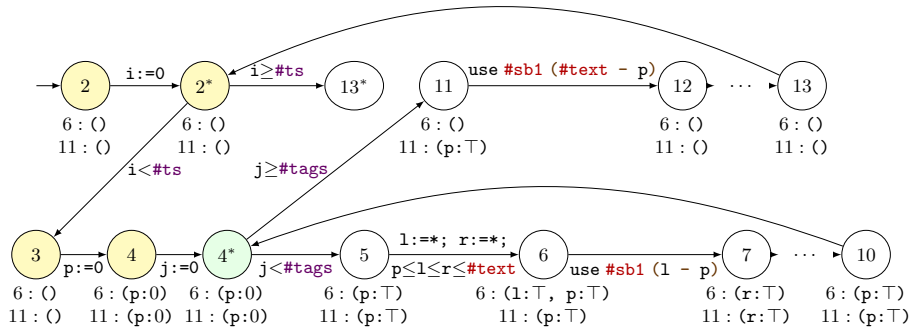 2 i:=0 2* i≥#ts 13* 11 use #sb1 (#text - p) 12 ... 13
6 : () 6 : () 6 : () 6 : () 6 : ()
11 : () 11 : () 11 : (p:⊤) 11 : () 11 : ()
i<#ts j≥#tags
3 p:=0 4 j:=0 4* j<#tags 5 l:=*; r:=*; 6 use #sb1 (l - p) 7 ... 10
p≤l≤r≤#text
6 : () 6 : (p:0) 6 : (p:0) 6 : (p:⊤) 6 : (l:⊤, p:⊤) 6 : (r:⊤) 6 : (p:⊤)
11 : () 11 : (p:0) 11 : (p:0) 11 : (p:⊤) 11 : (p:⊤) 11 : (r:⊤) 11 : (p:⊤)